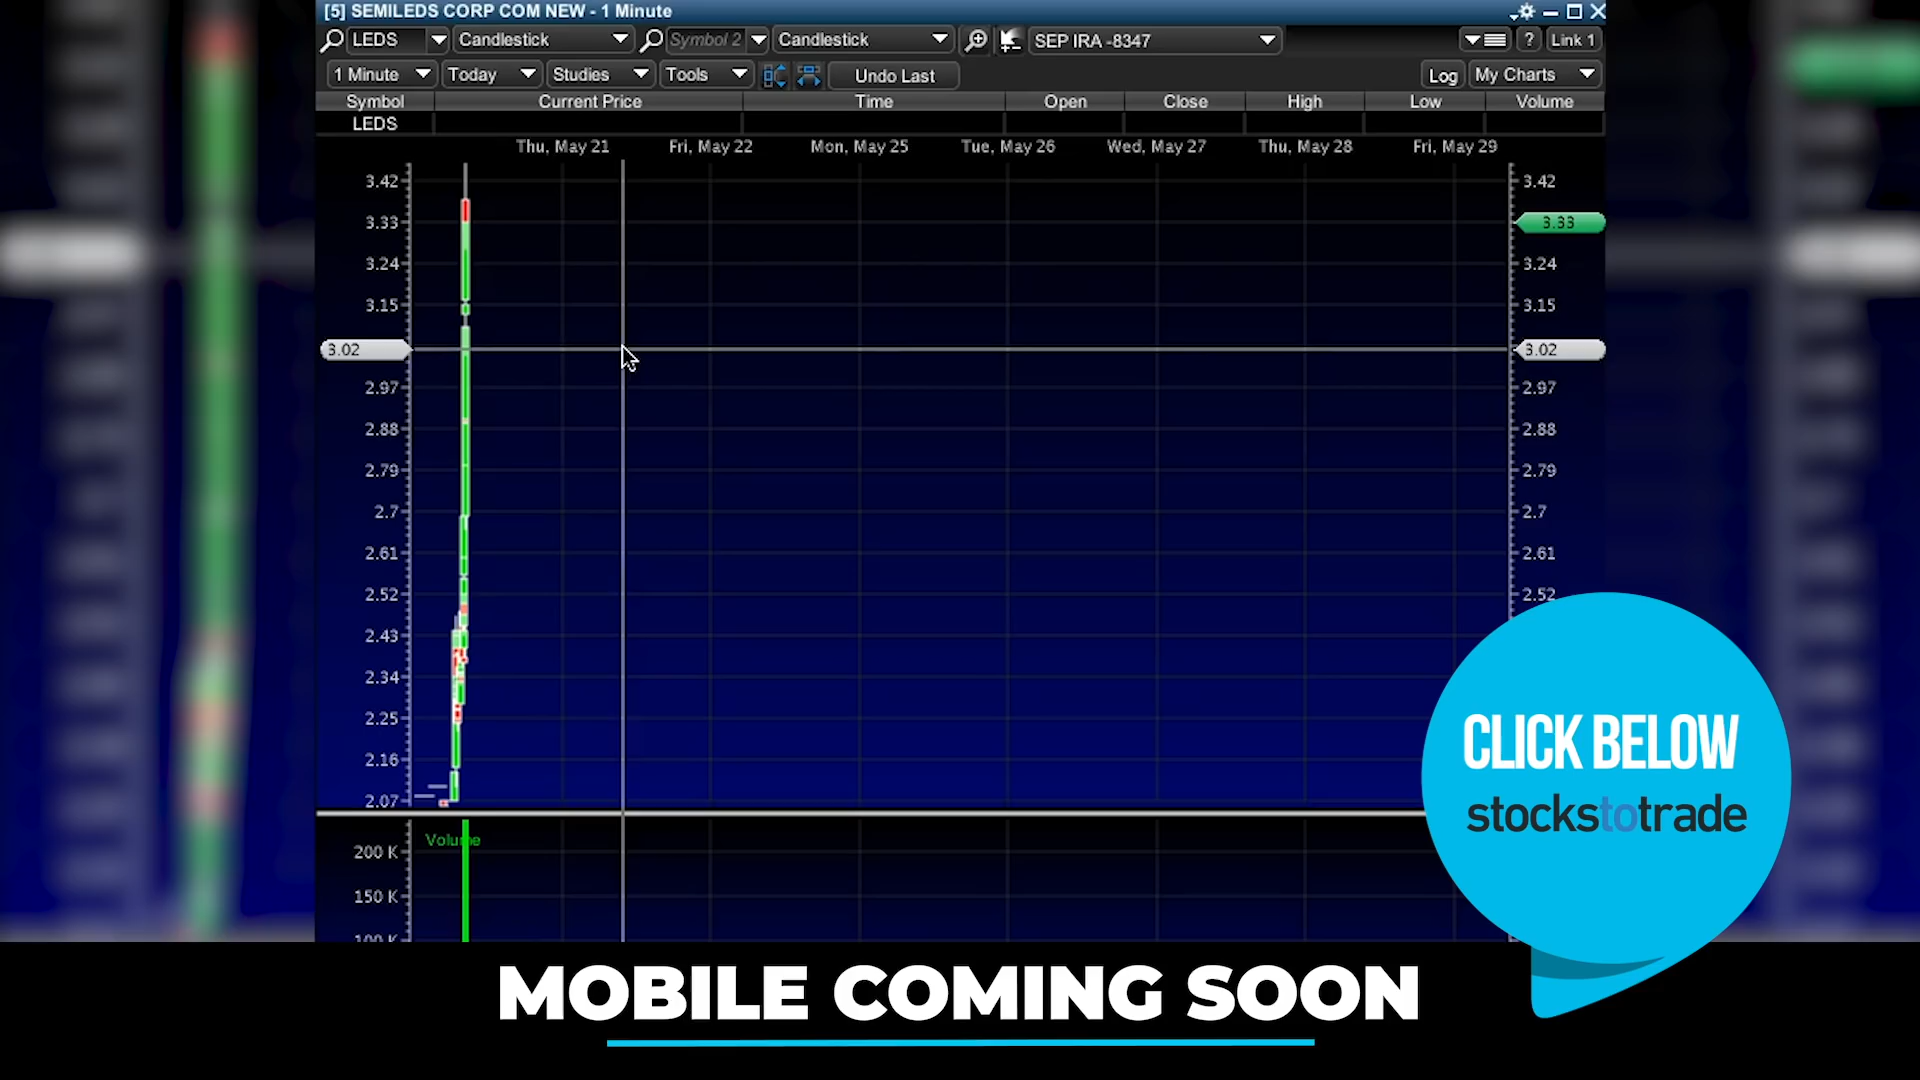 [5] SEMILEDS CORP COM NEW - 1 Minute
LEDS Candlestick Symbol 2 Candlestick SEP IRA -8347 ? Link 1
1 Minute Today Studies Tools Undo Last Log My Charts
Symbol Current Price Time Open Close High Low Volume
LEDS
Thu, May 21 Fri, May 22 Mon, May 25 Tue, May 26 Wed, May 27 Thu, May 28 Fri, May 29
3.42 3.42
3.33 3.33
3.24 3.24
3.15 3.15
3.02 3.02
2.97 2.97
2.88 2.88
2.79 2.79
2.7 2.7
2.61 2.61
2.52 2.52
2.43
2.34
2.25
2.16
2.07
CLICK BELOW
stockstotrade
Volume
200 K
150 K
100 K
MOBILE COMING SOON